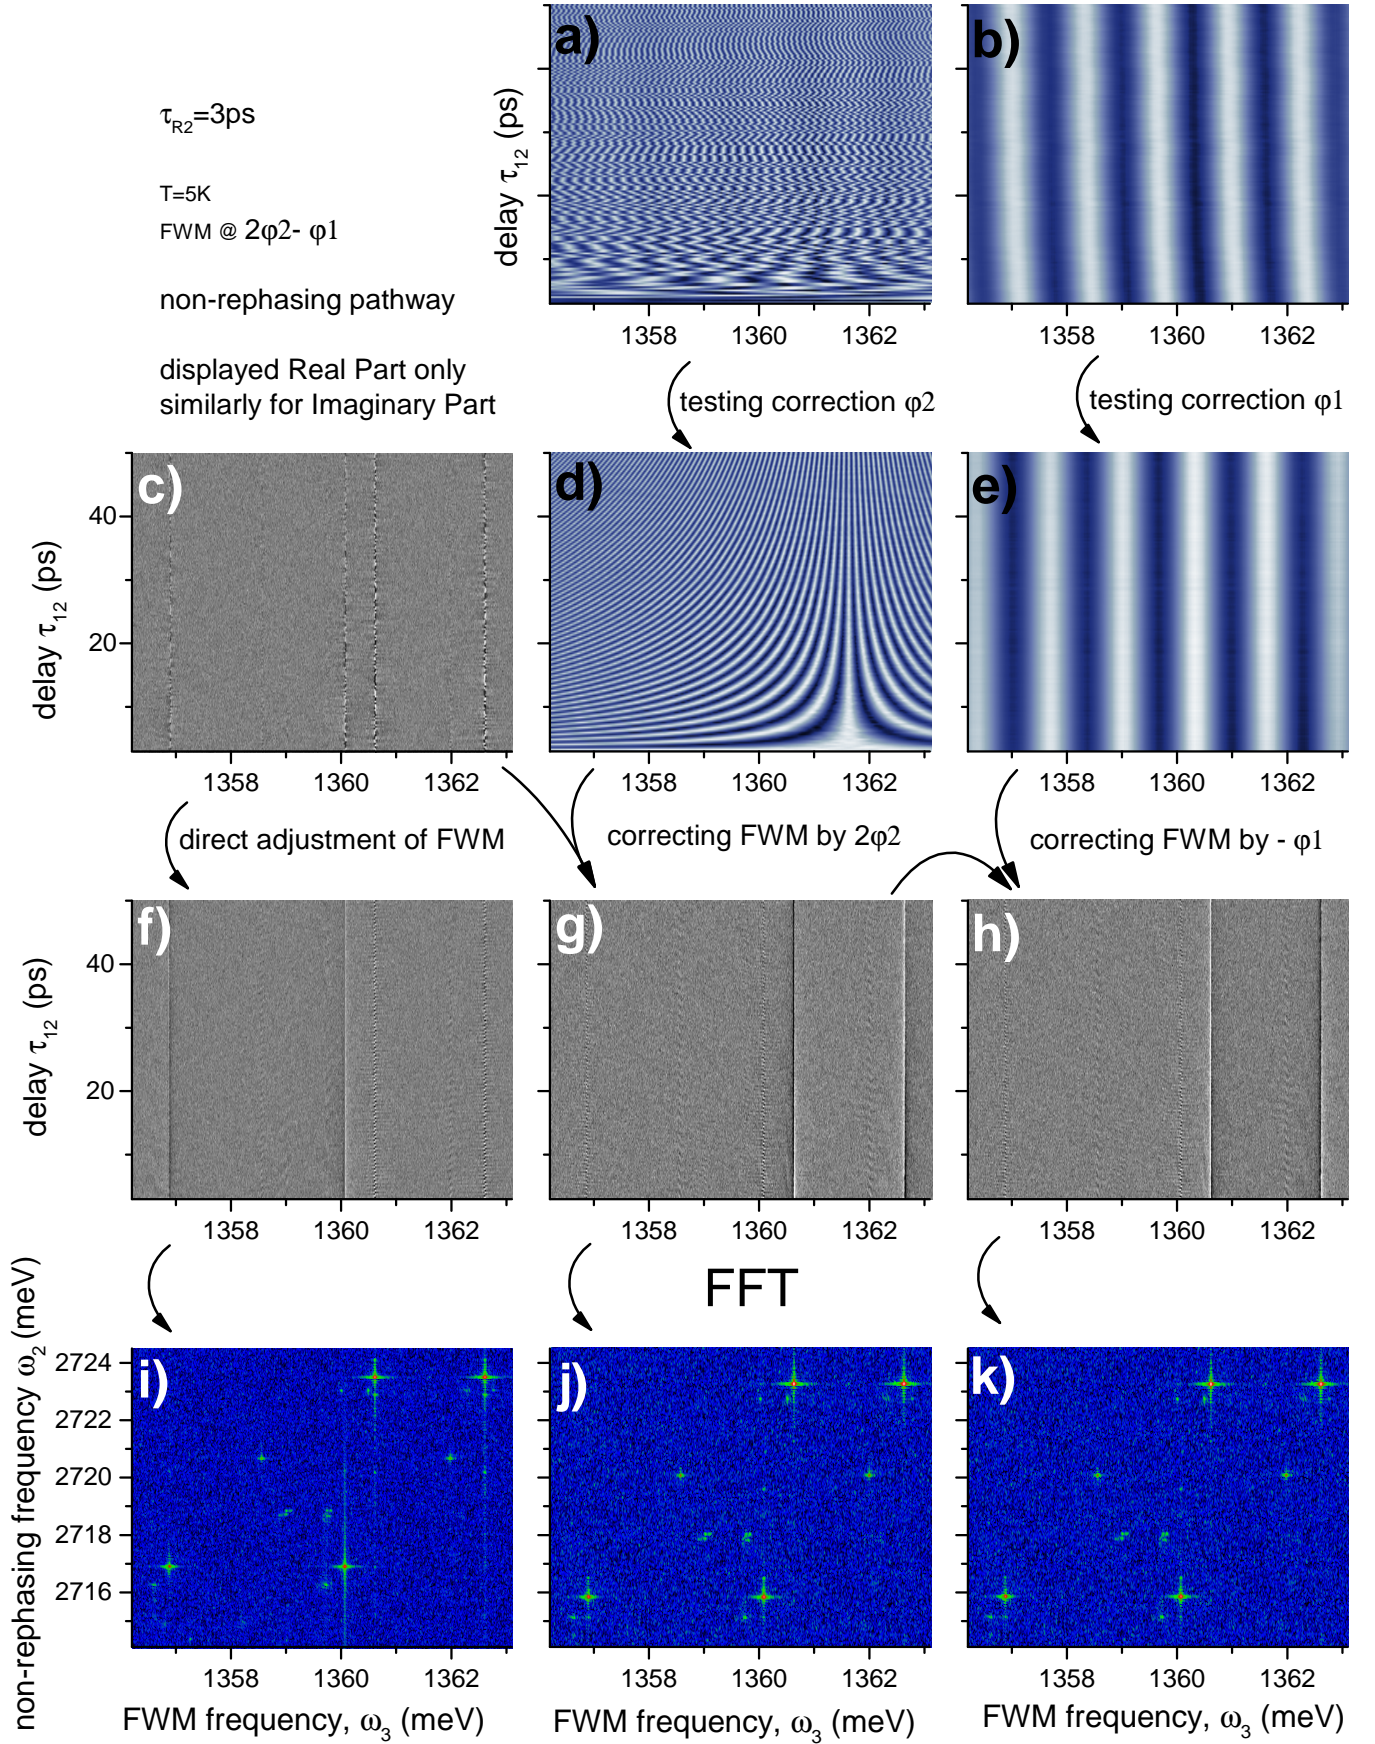 a)
b)
delay τ12 (ps)
τR2=3ps
T=5K
FWM @ 2φ2- φ1
non-rephasing pathway
displayed Real Part only
similarly for Imaginary Part
1358 1360 1362
1358 1360 1362
testing correction φ2
testing correction φ1
c)
d)
e)
delay τ12 (ps)
40
20
1358 1360 1362
1358 1360 1362
1358 1360 1362
direct adjustment of FWM
correcting FWM by 2φ2
correcting FWM by - φ1
f)
g)
h)
delay τ12 (ps)
40
20
1358 1360 1362
1358 1360 1362
1358 1360 1362
FFT
i)
j)
k)
non-rephasing frequency ω2 (meV)
2724
2722
2720
2718
2716
1358 1360 1362
1358 1360 1362
1358 1360 1362
FWM frequency, ω3 (meV)
FWM frequency, ω3 (meV)
FWM frequency, ω3 (meV)